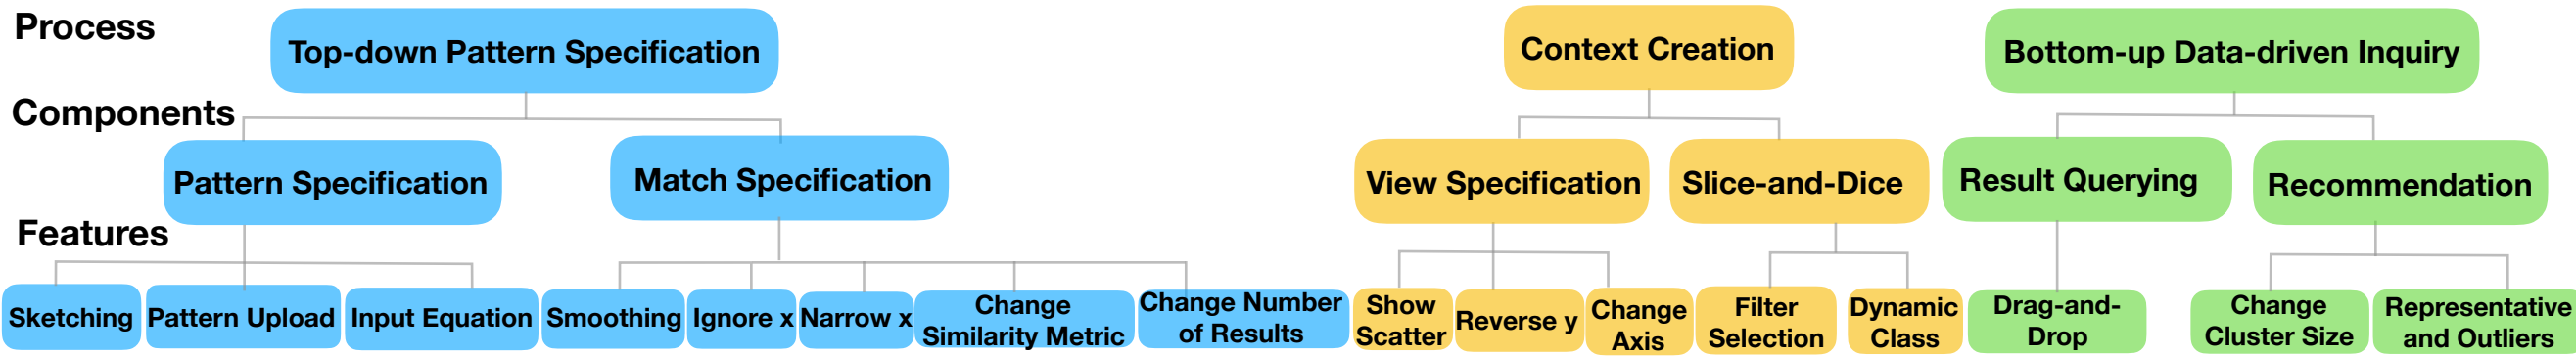 Process
Top-down Pattern Specification
Context Creation
Bottom-up Data-driven Inquiry
Components
Pattern Specification
Match Specification
View Specification
Slice-and-Dice
Result Querying
Recommendation
Features
Sketching
Pattern Upload
Input Equation
Smoothing
Ignore x
Narrow x
Change
Similarity Metric
Change Number
of Results
Show
Scatter
Reverse y
Change
Axis
Filter
Selection
Dynamic
Class
Drag-and-
Drop
Change
Cluster Size
Representative
and Outliers